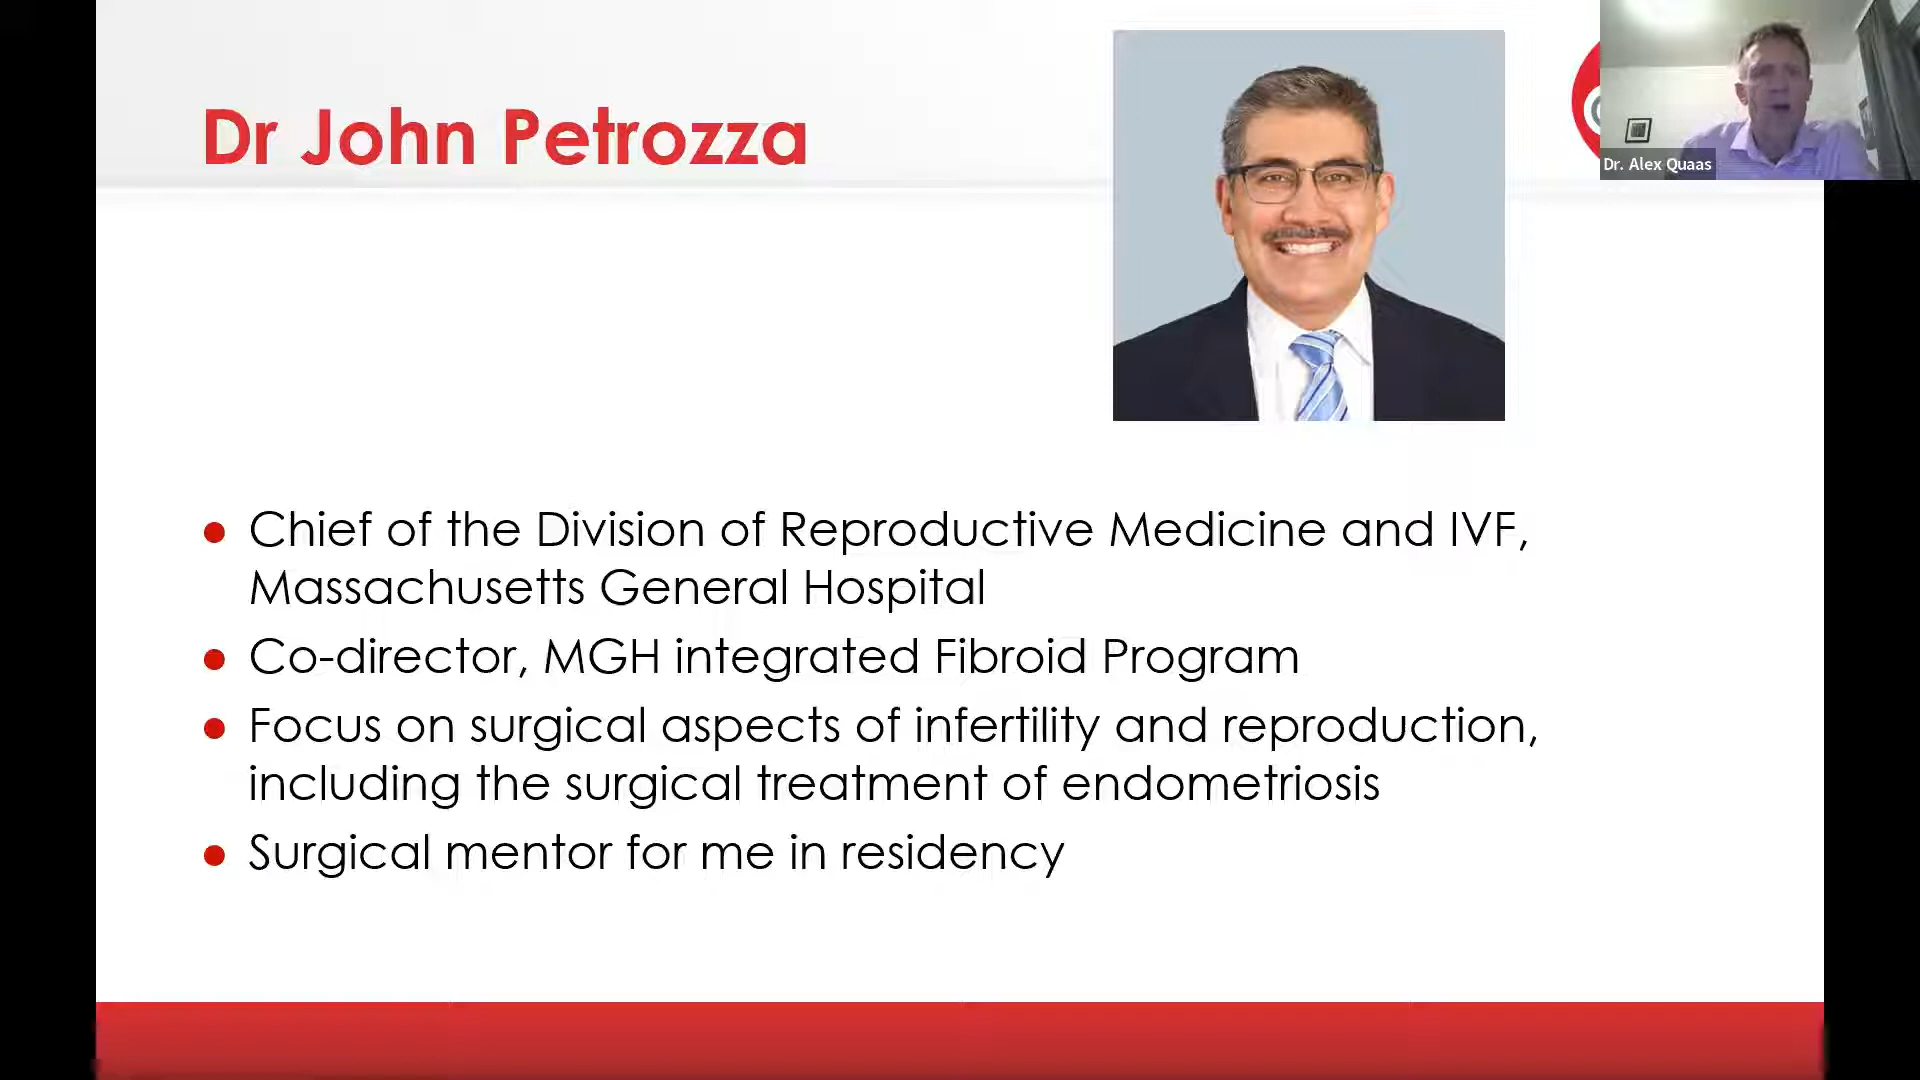 Dr John Petrozza
Dr. Alex Quaas
Chief of the Division of Reproductive Medicine and IVF,
Massachusetts General Hospital
Co-director, MGH integrated Fibroid Program
Focus on surgical aspects of infertility and reproduction,
including the surgical treatment of endometriosis
Surgical mentor for me in residency